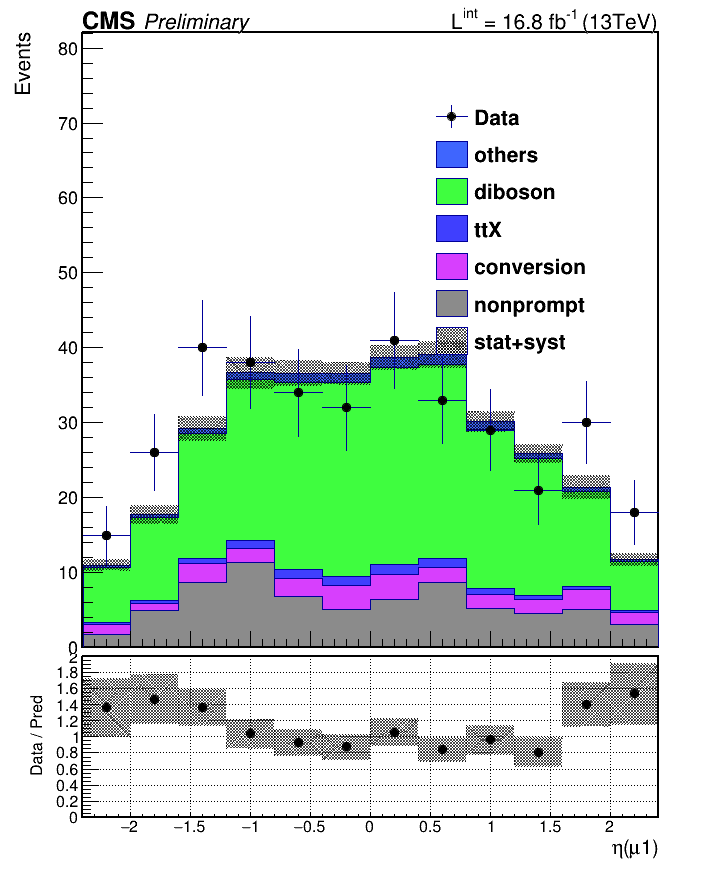 CMS Preliminary L^int = 16.8 fb^-1 (13TeV)
Events
80
70
60
50
40
30
20
10
0
Data
others
diboson
ttX
conversion
nonprompt
stat+syst
Data / Pred
2
1.8
1.6
1.4
1.2
1
0.8
0.6
0.4
0.2
0
−2 −1.5 −1 −0.5 0 0.5 1 1.5 2
η(μ1)